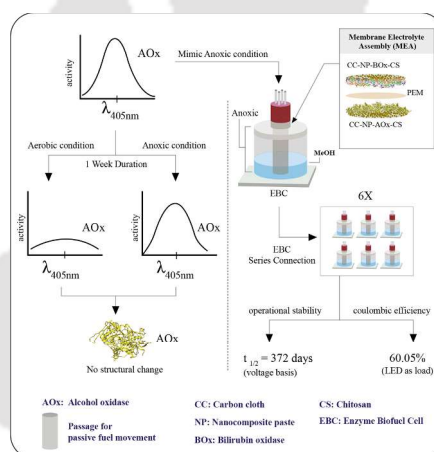 activity
AOx
λ405nm
Mimic Anoxic condition
Membrane Electrolyte
Assembly (MEA)
CC-NP-BOx-CS
PEM
CC-NP-AOx-CS
Aerobic condition
Anoxic condition
1 Week Duration
Anoxic
MeOH
EBC
activity
AOx
λ405nm
activity
AOx
λ405nm
6X
EBC
Series Connection
AOx
No structural change
operational stability
coulombic efficiency
t 1/2 = 372 days
(voltage basis)
60.05%
(LED as load)
AOx: Alcohol oxidase
Passage for
passive fuel movement
CC: Carbon cloth
NP: Nanocomposite paste
BOx: Bilirubin oxidase
CS: Chitosan
EBC: Enzyme Biofuel Cell